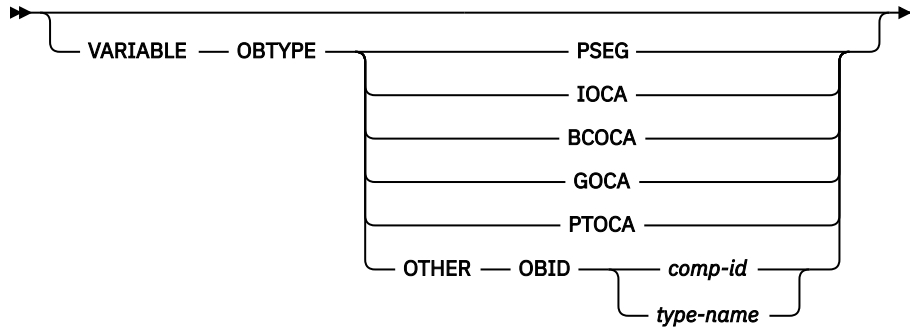 VARIABLE OBTYPE PSEG
IOCA
BCOCA
GOCA
PTOCA
OTHER OBID comp-id
type-name